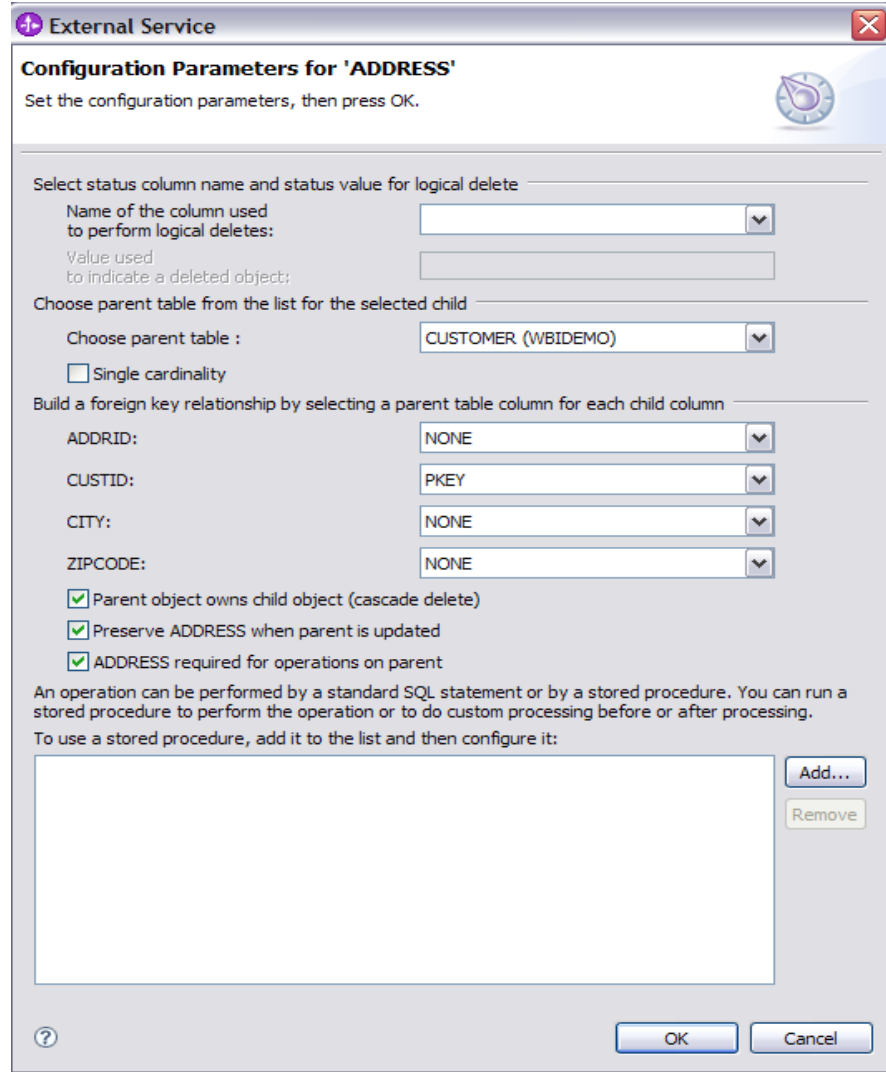 External Service
Configuration Parameters for 'ADDRESS'
Set the configuration parameters, then press OK.
Select status column name and status value for logical delete
Name of the column used
to perform logical deletes:
Value used
to indicate a deleted object:
Choose parent table from the list for the selected child
Choose parent table :
CUSTOMER (WBIDEMO)
Single cardinality
Build a foreign key relationship by selecting a parent table column for each child column
ADDRID:
NONE
CUSTID:
PKEY
CITY:
NONE
ZIPCODE:
NONE
Parent object owns child object (cascade delete)
Preserve ADDRESS when parent is updated
ADDRESS required for operations on parent
An operation can be performed by a standard SQL statement or by a stored procedure. You can run a
stored procedure to perform the operation or to do custom processing before or after processing.
To use a stored procedure, add it to the list and then configure it:
Add...
Remove
?
OK
Cancel